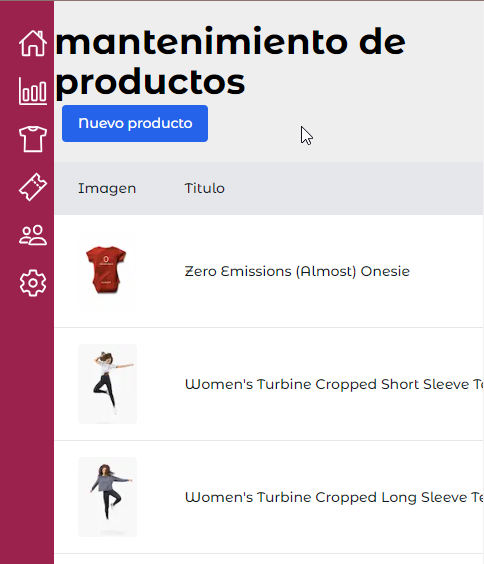 mantenimiento de
productos
Nuevo producto
Imagen Titulo
Zero Emissions (Almost) Onesie
Women's Turbine Cropped Short Sleeve Te
Women's Turbine Cropped Long Sleeve Te